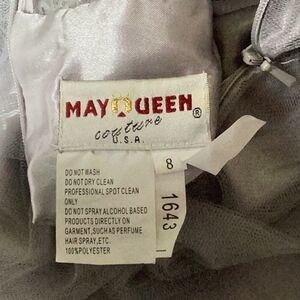 MAY QUEEN ®
couture
U.S.A.
8
1643
DO NOT WASH
DO NOT DRY CLEAN
PROFESSIONAL SPOT CLEAN
ONLY
DO NOT SPRAY ALCOHOL BASED
PRODUCTS DIRECTLY ON
GARMENT,SUCH AS PERFUME
HAIR SPRAY,ETC.
100%POLYESTER